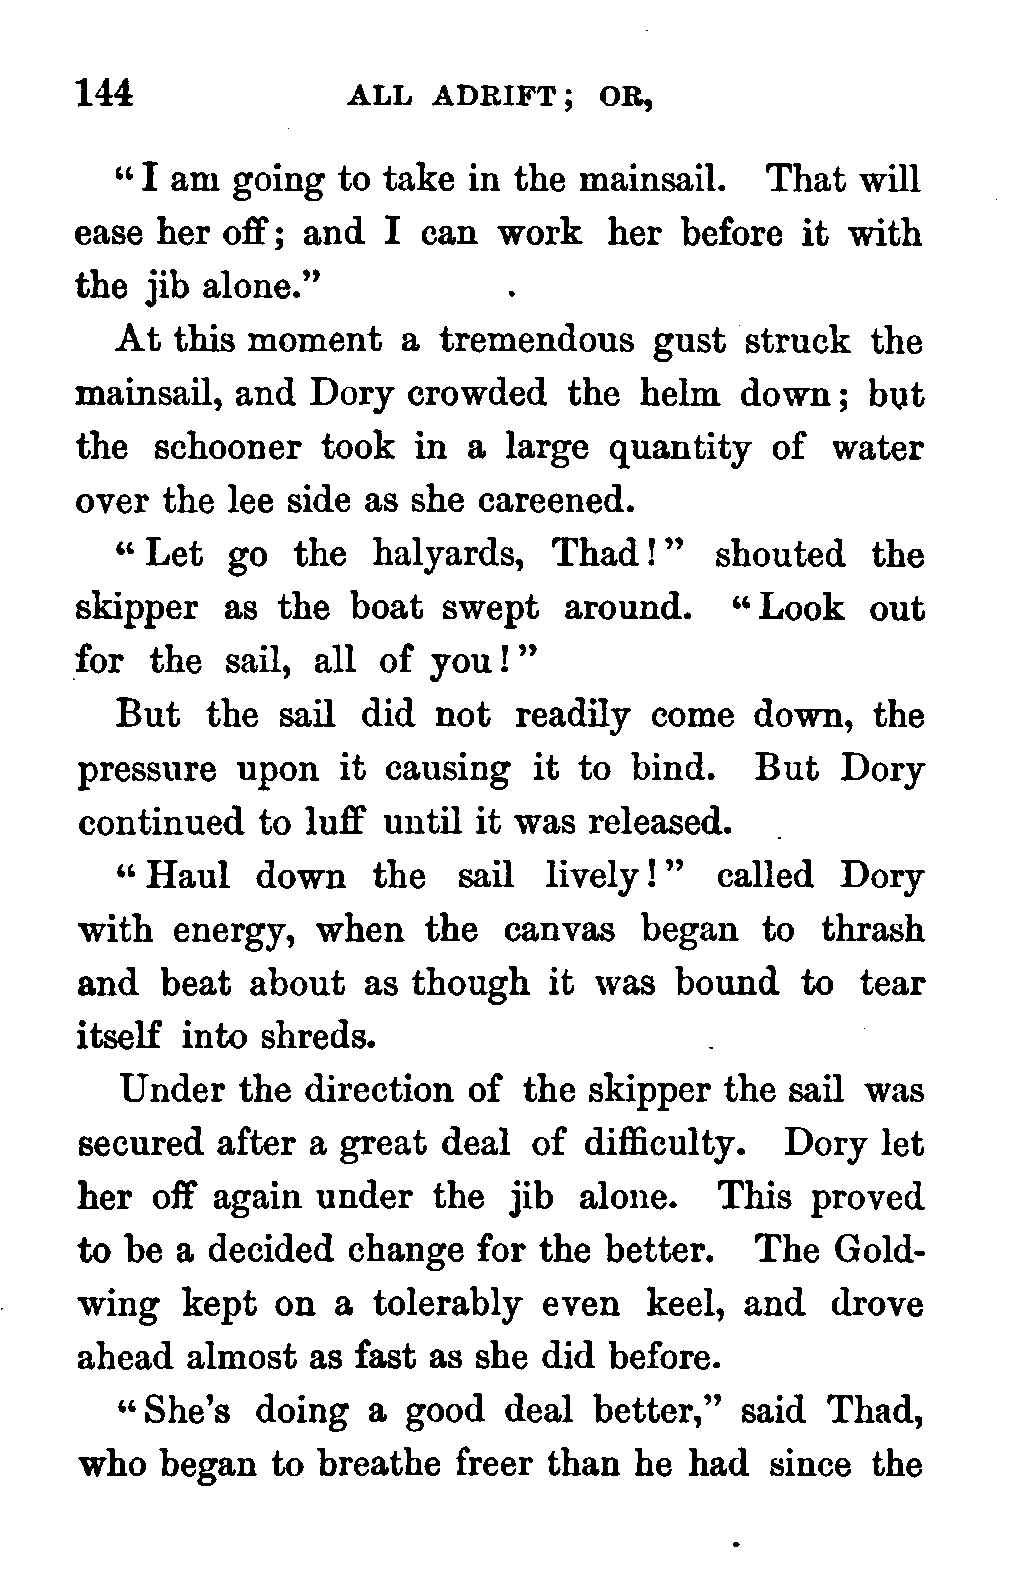 144 ALL ADRIFT; OR,
“I am going to take in the mainsail. That will
ease her off; and I can work her before it with
the jib alone.”
At this moment a tremendous gust struck the
mainsail, and Dory crowded the helm down; but
the schooner took in a large quantity of water
over the lee side as she careened.
“Let go the halyards, Thad!” shouted the
skipper as the boat swept around. “Look out
for the sail, all of you!”
But the sail did not readily come down, the
pressure upon it causing it to bind. But Dory
continued to luff until it was released.
“Haul down the sail lively!” called Dory
with energy, when the canvas began to thrash
and beat about as though it was bound to tear
itself into shreds.
Under the direction of the skipper the sail was
secured after a great deal of difficulty. Dory let
her off again under the jib alone. This proved
to be a decided change for the better. The Gold-
wing kept on a tolerably even keel, and drove
ahead almost as fast as she did before.
“She’s doing a good deal better,” said Thad,
who began to breathe freer than he had since the